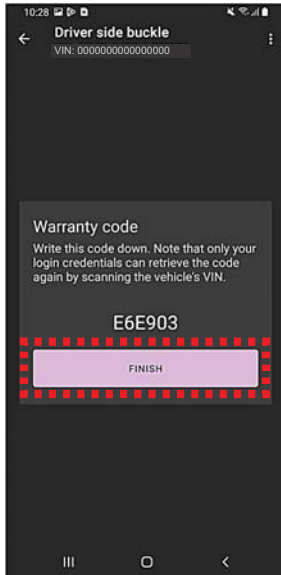 10:28
Driver side buckle
VIN: 0000000000000000
Warranty code
Write this code down. Note that only your
login credentials can retrieve the code
again by scanning the vehicle's VIN.
E6E903
FINISH